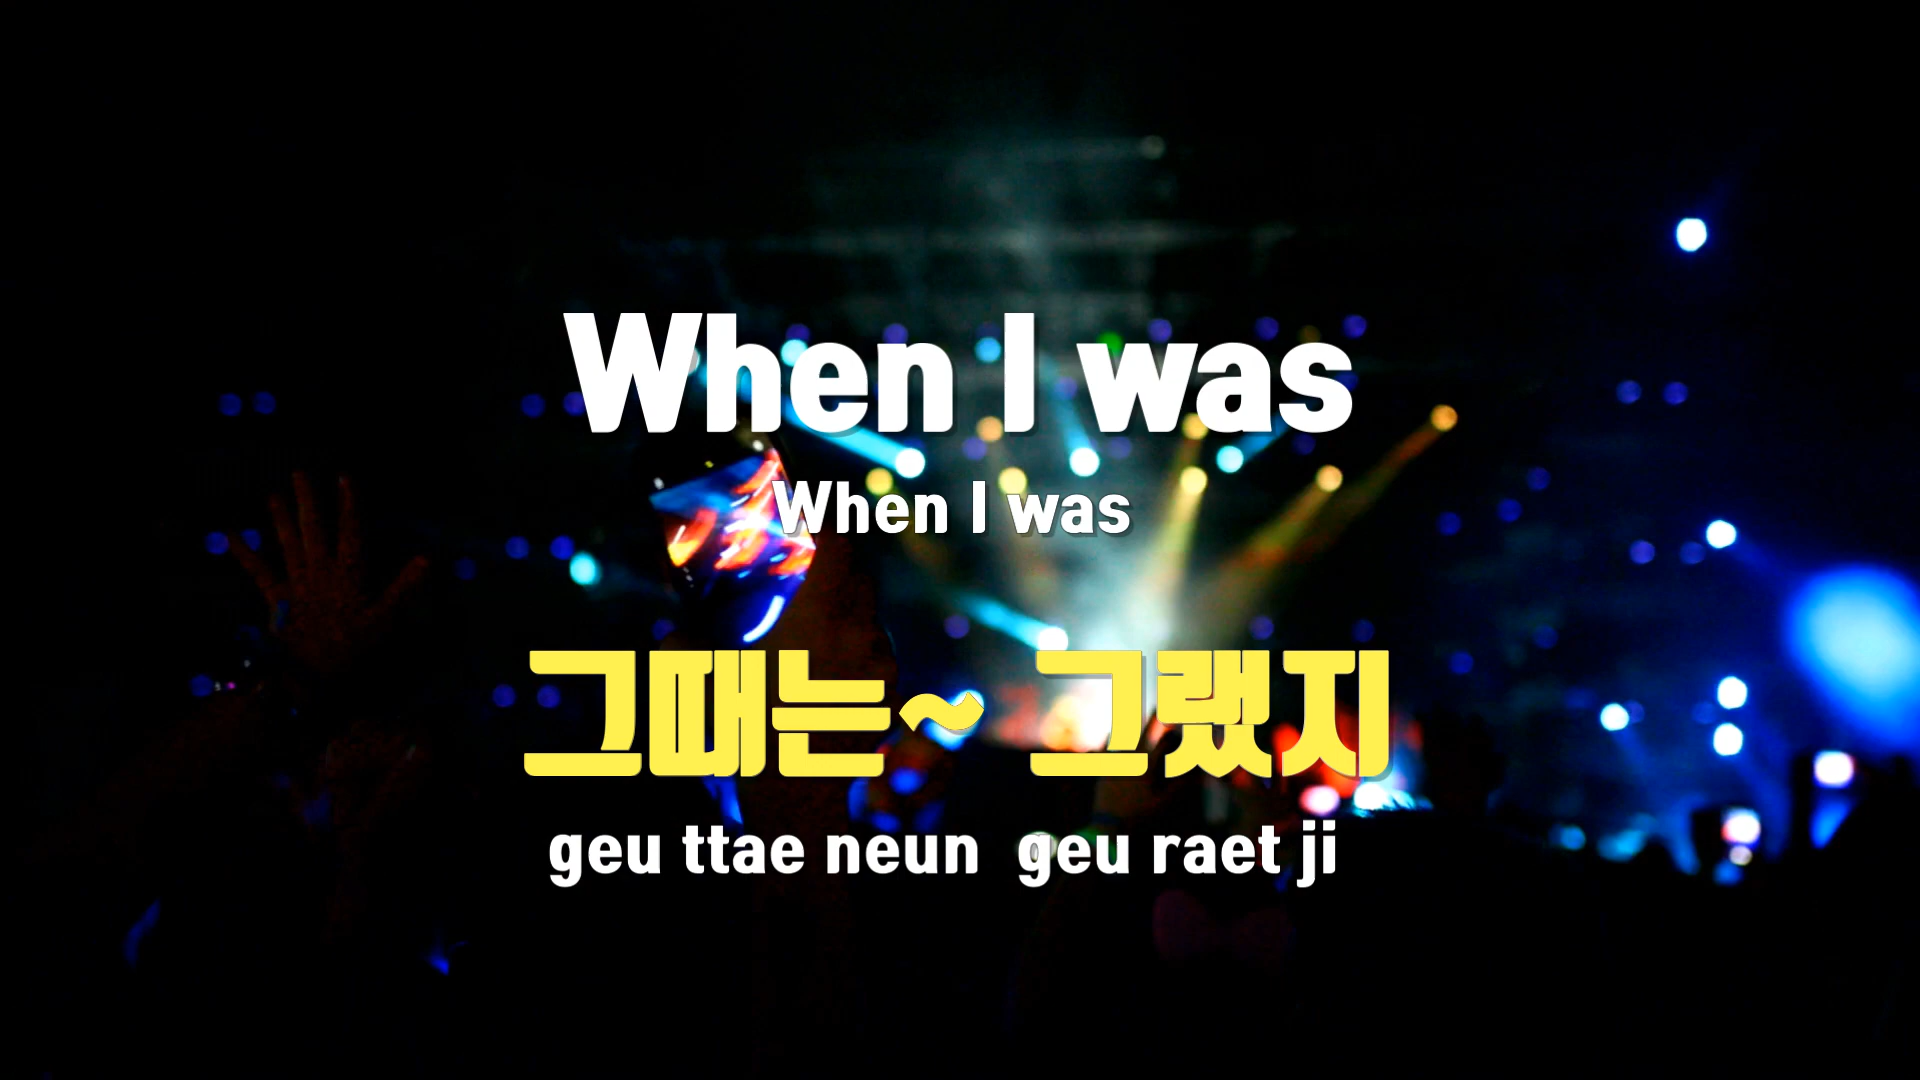 When I was
When I was
그때는~ 그랬지
geu ttae neun geu raet ji